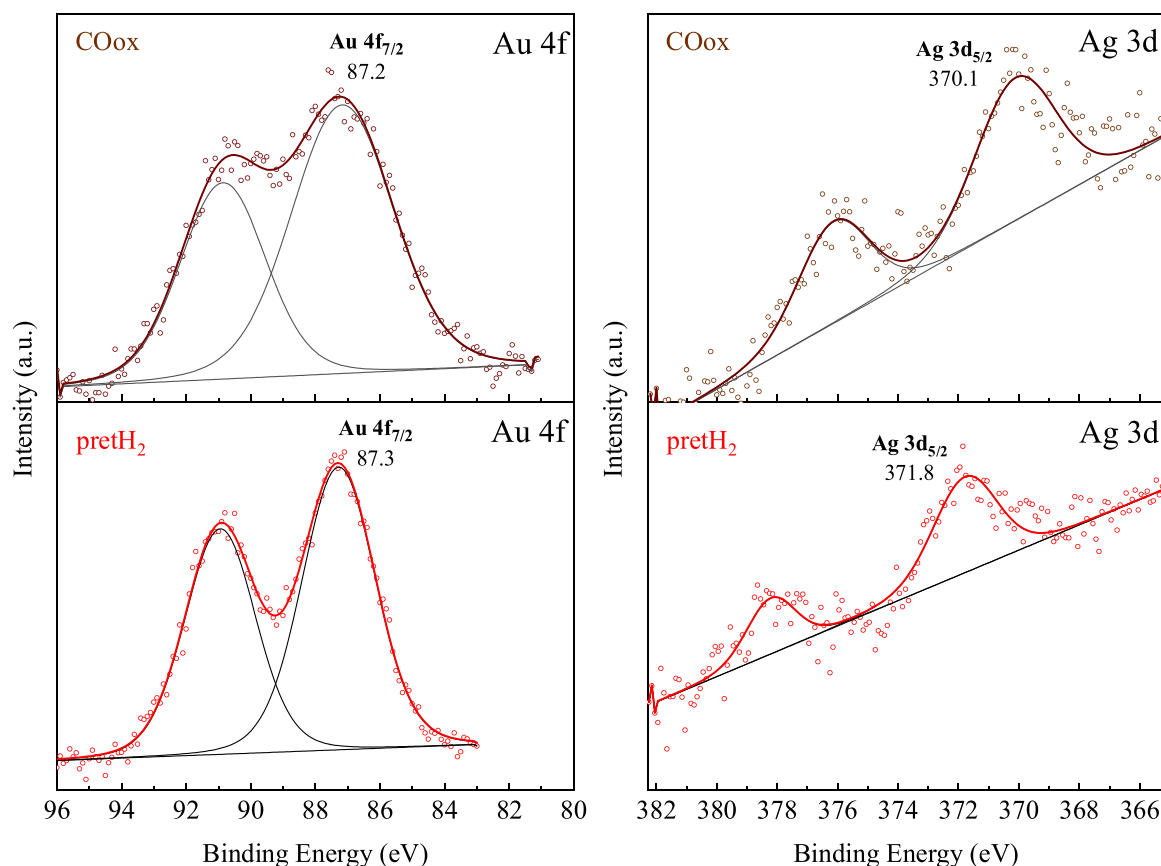 COox
Au 4f₇/₂
87.2
Au 4f
COox
Ag 3d₅/₂
370.1
Ag 3d
pretH₂
Au 4f₇/₂
87.3
Au 4f
pretH₂
Ag 3d₅/₂
371.8
Ag 3d
Intensity (a.u.)
Intensity (a.u.)
96 94 92 90 88 86 84 82 80
382 380 378 376 374 372 370 368 366
Binding Energy (eV)
Binding Energy (eV)